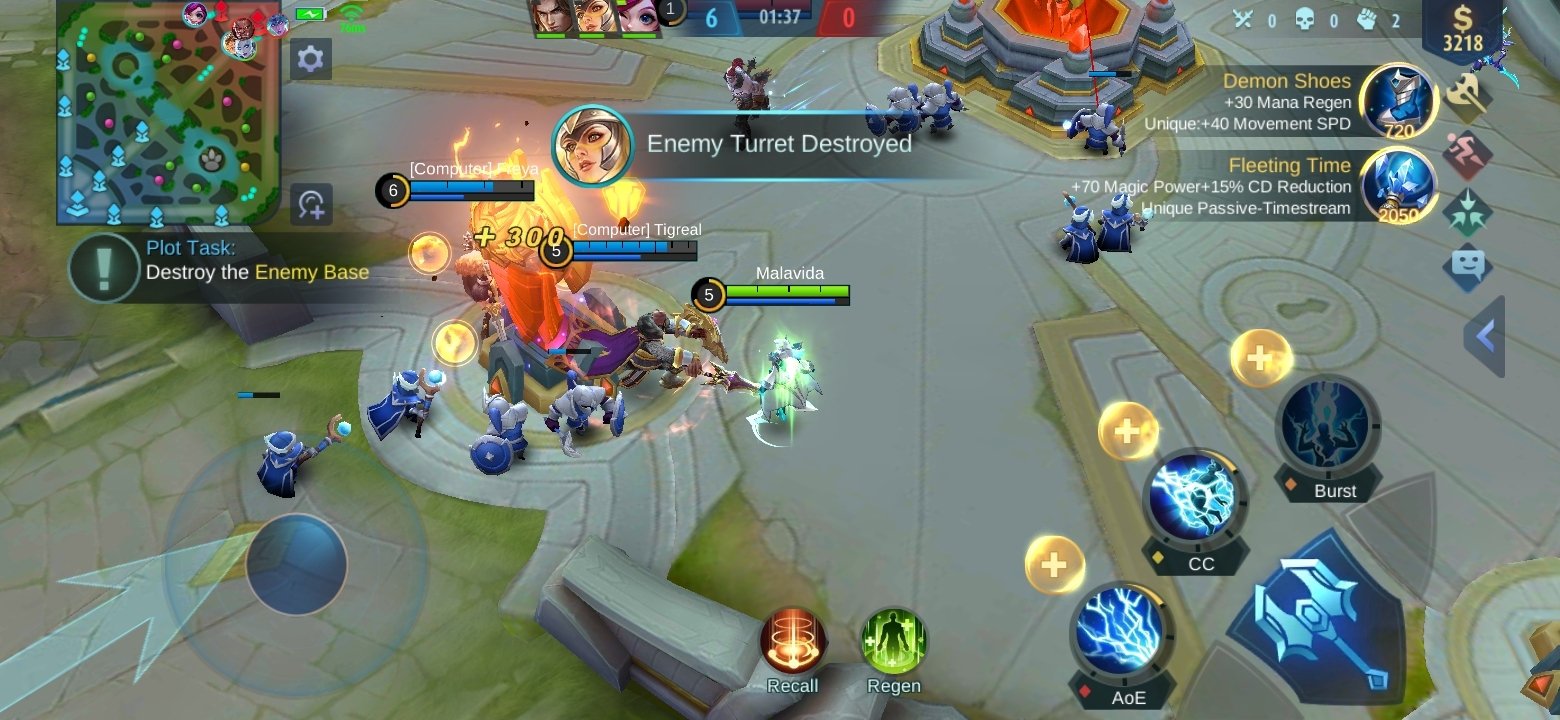 76ms
1
6
01:37
0
0
0
2
$
3218
Demon Shoes
+30 Mana Regen
Unique:+40 Movement SPD
720
Fleeting Time
+70 Magic Power+15% CD Reduction
Unique Passive-Timestream
2050
Enemy Turret Destroyed
[Computer] Freya
6
+ 300
[Computer] Tigreal
5
Malavida
5
Plot Task:
Destroy the Enemy Base
Burst
CC
AoE
Recall
Regen